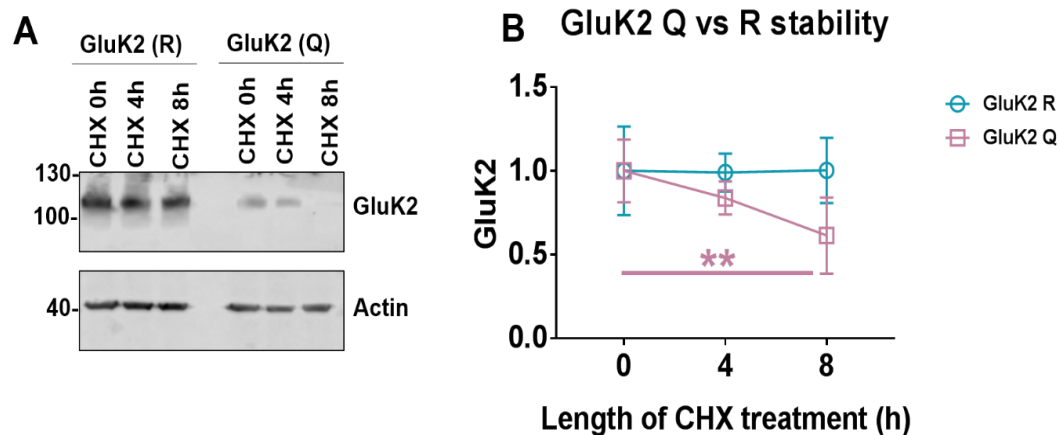 A
GluK2 (R) GluK2 (Q)
CHX 0h CHX 4h CHX 8h CHX 0h CHX 4h CHX 8h
130-
100-
GluK2
40-
Actin
B GluK2 Q vs R stability
GluK2
1.5
1.0
0.5
0.0
**
0 4 8
Length of CHX treatment (h)
GluK2 R
GluK2 Q